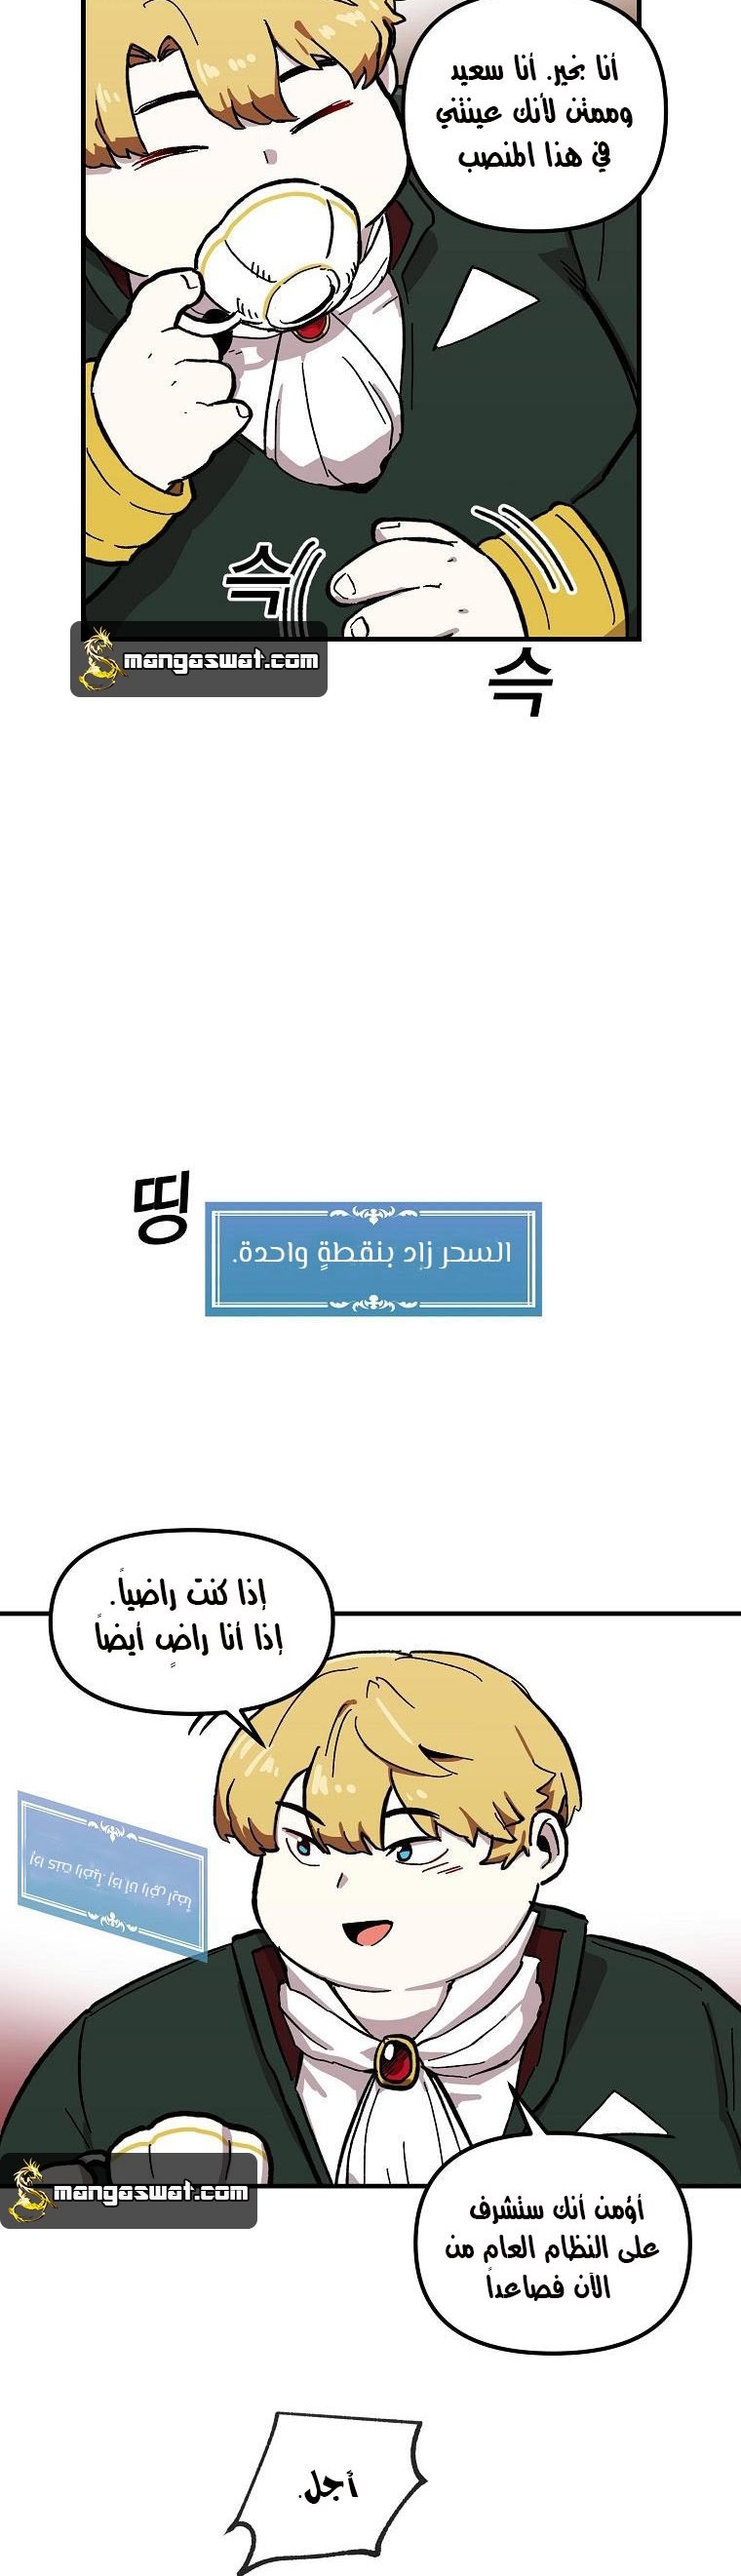 أنا بخير. أنا سعيد
وممتن لأنك عينتني
في هذا المنصب
슥
mangaswat.com
슥
띵
السحر زاد بنقطةٍ واحدة.
إذا كنت راضياً.
إذا أنا راضٍ أيضاً
mangaswat.com
أؤمن أنك ستشرف
على النظام العام من
الآن فصاعداً
أجل.